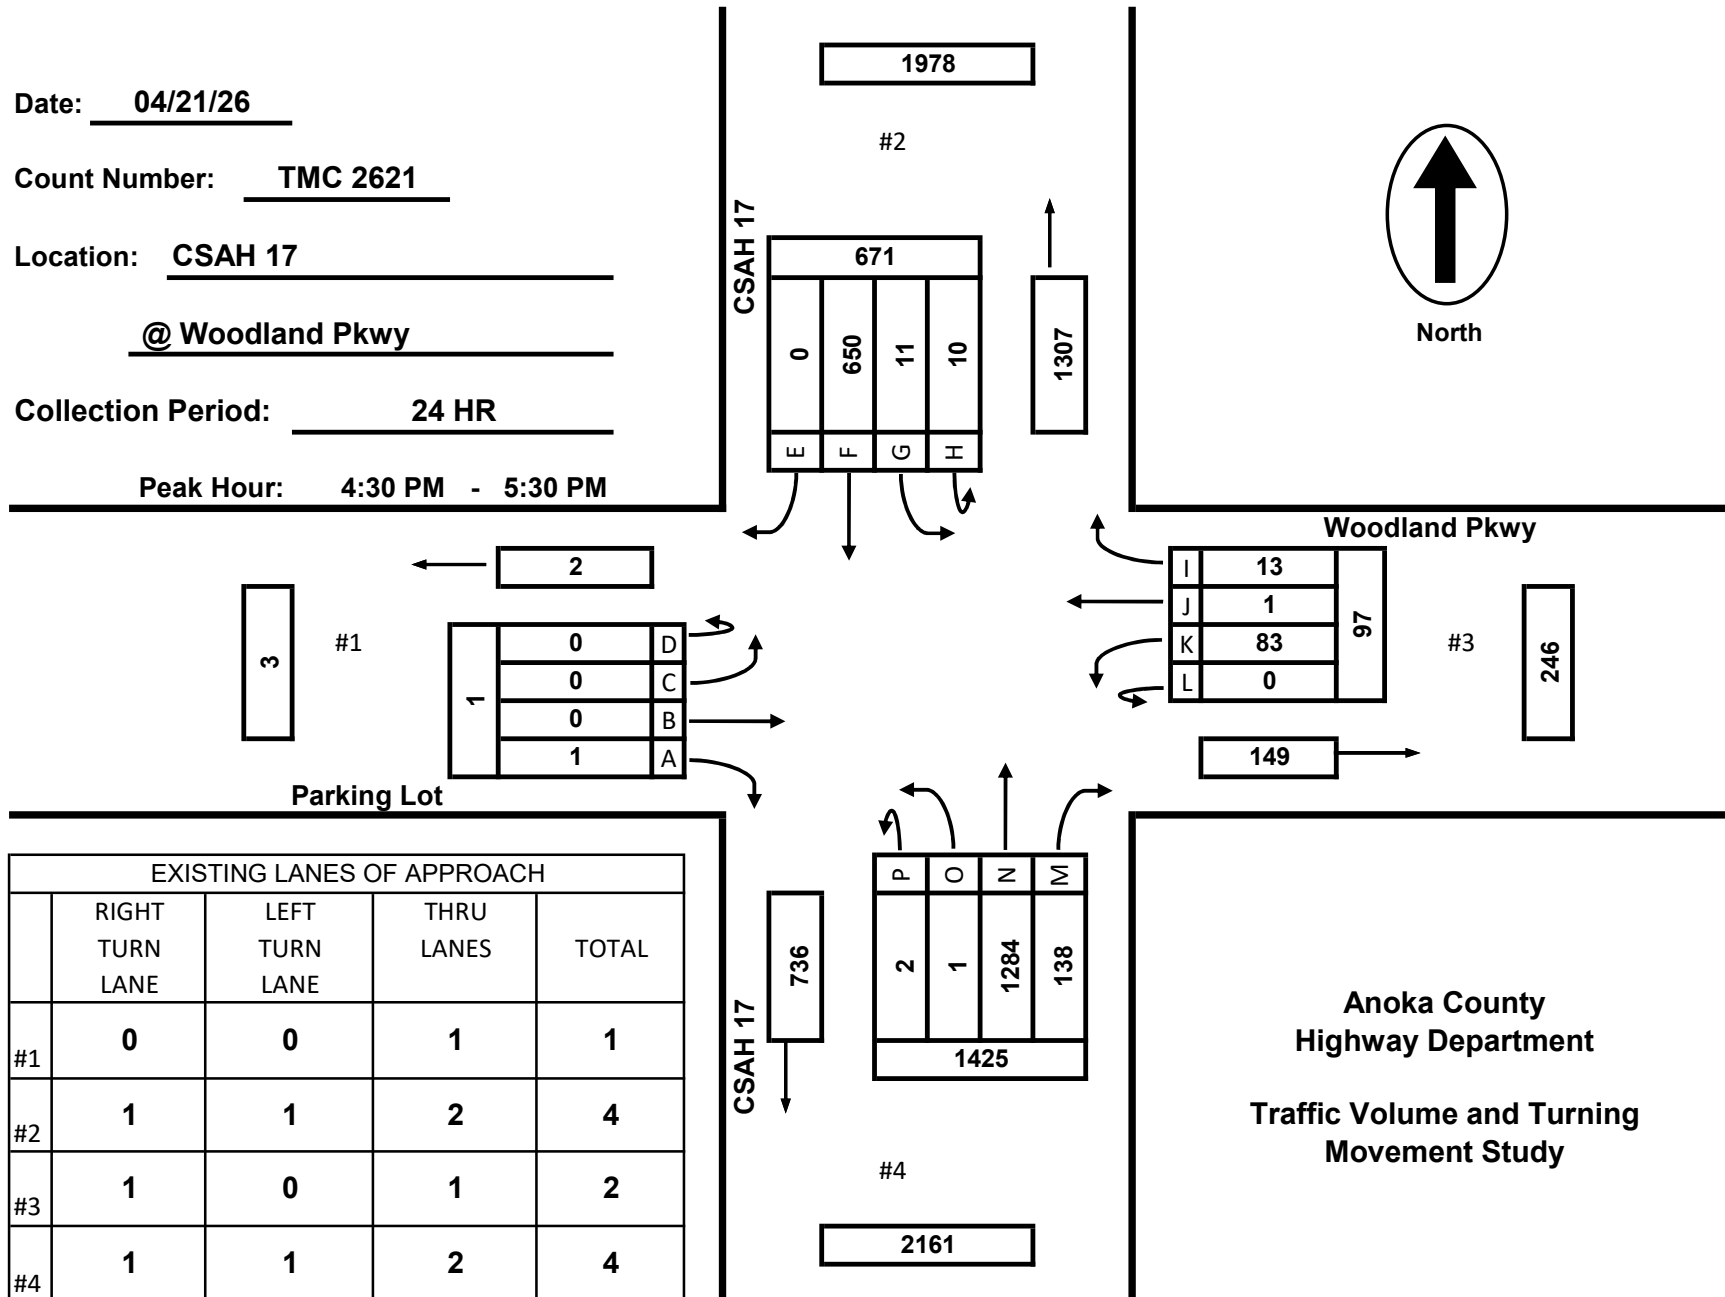 Date: 04/21/26
Count Number: TMC 2621
Location: CSAH 17
@ Woodland Pkwy
Collection Period: 24 HR
Peak Hour: 4:30 PM - 5:30 PM
1978
#2
CSAH 17
671
0 650 11 10
E F G H
1307
North
2
3
#1
1
0 D
0 C
0 B
1 A
Parking Lot
Woodland Pkwy
I 13
J 1
K 83
L 0
97
#3
246
149
P O N M
2 1 1284 138
1425
736
CSAH 17
#4
2161
EXISTING LANES OF APPROACH
RIGHT LEFT THRU
TURN TURN LANES TOTAL
LANE LANE
#1 0 0 1 1
#2 1 1 2 4
#3 1 0 1 2
#4 1 1 2 4
Anoka County
Highway Department
Traffic Volume and Turning
Movement Study